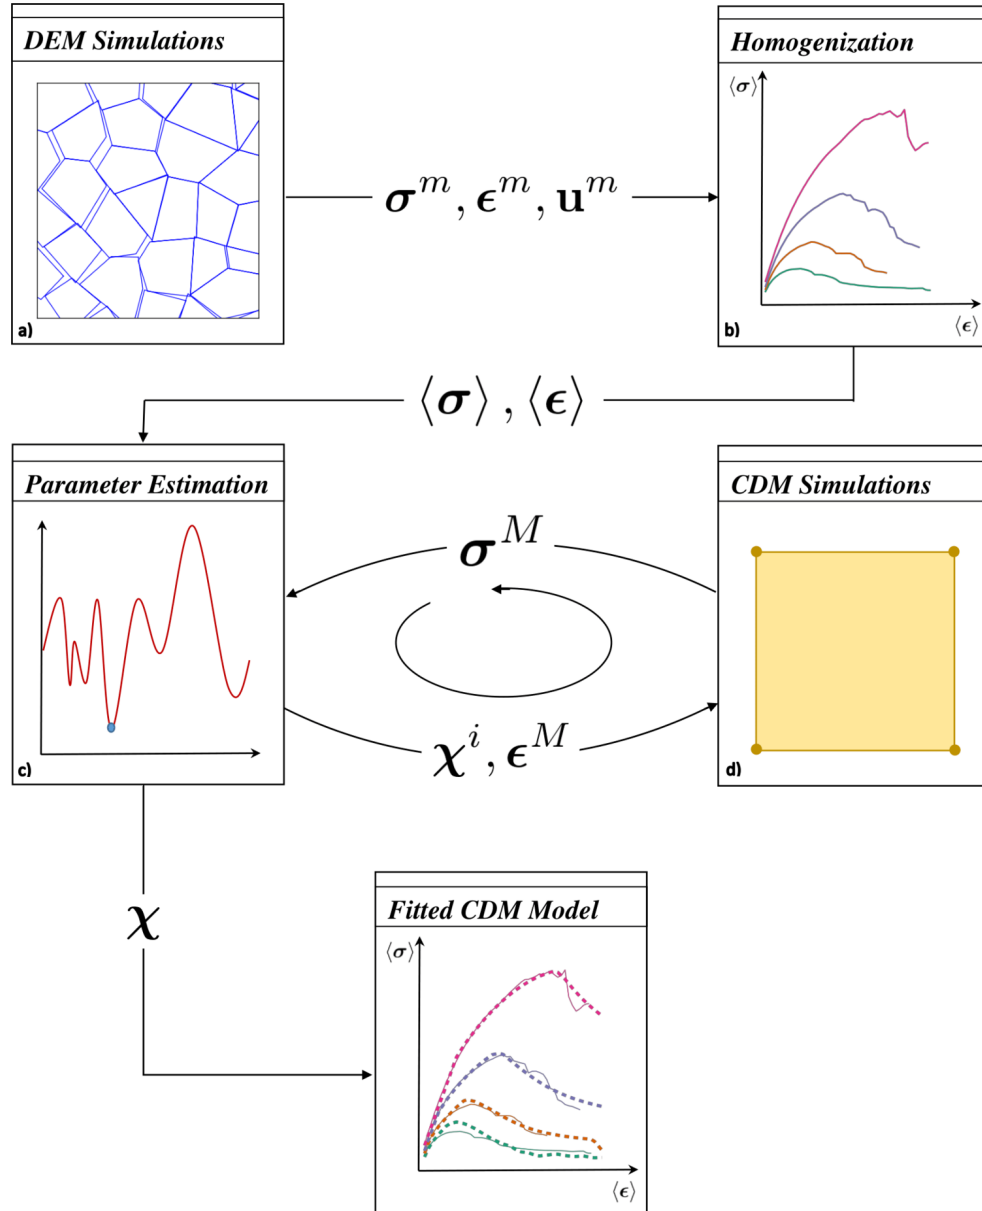 DEM Simulations
a)
σ^m, ϵ^m, u^m
Homogenization
⟨σ⟩
⟨ϵ⟩
b)
⟨σ⟩, ⟨ϵ⟩
Parameter Estimation
c)
σ^M
χ^i, ϵ^M
CDM Simulations
d)
χ
Fitted CDM Model
⟨σ⟩
⟨ϵ⟩